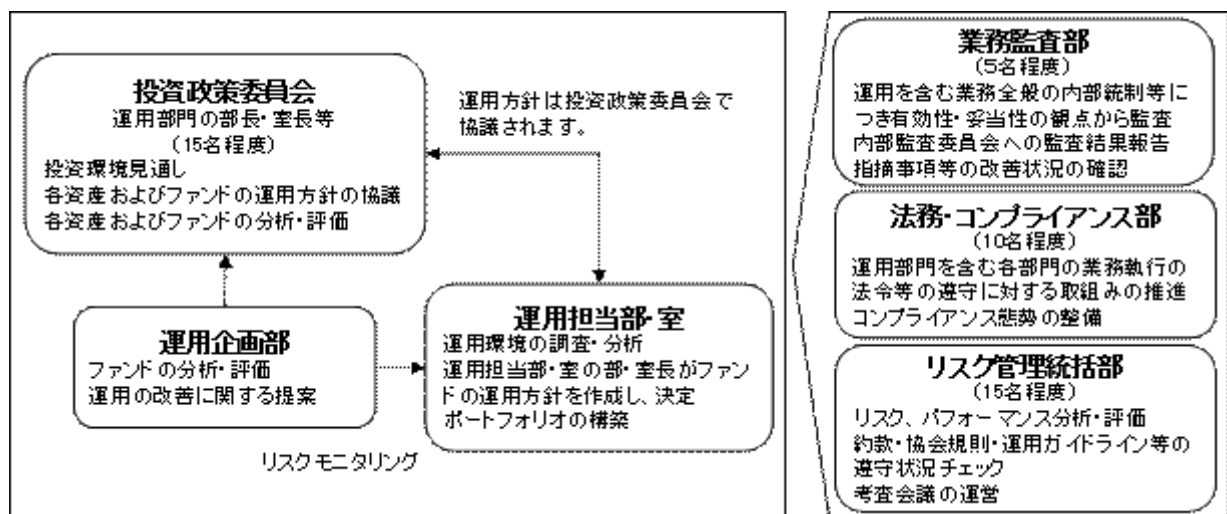 投資政策委員会
運用部門の部長・室長等
(15名程度)
投資環境見通し
各資産およびファンドの運用方針の協議
各資産およびファンドの分析・評価
運用方針は投資政策委員会で
協議されます。
運用企画部
ファンドの分析・評価
運用の改善に関する提案
運用担当部・室
運用環境の調査・分析
運用担当部・室の部・室長がファン
ドの運用方針を作成し、決定
ポートフォリオの構築
リスクモニタリング
業務監査部
(5名程度)
運用を含む業務全般の内部統制等に
つき有効性・妥当性の観点から監査
内部監査委員会への監査結果報告
指摘事項等の改善状況の確認
法務・コンプライアンス部
(10名程度)
運用部門を含む各部門の業務執行の
法令等の遵守に対する取組みの推進
コンプライアンス態勢の整備
リスク管理統括部
(15名程度)
リスク、パフォーマンス分析・評価
約款・協会規則・運用ガイドライン等の
遵守状況チェック
考査会議の運営